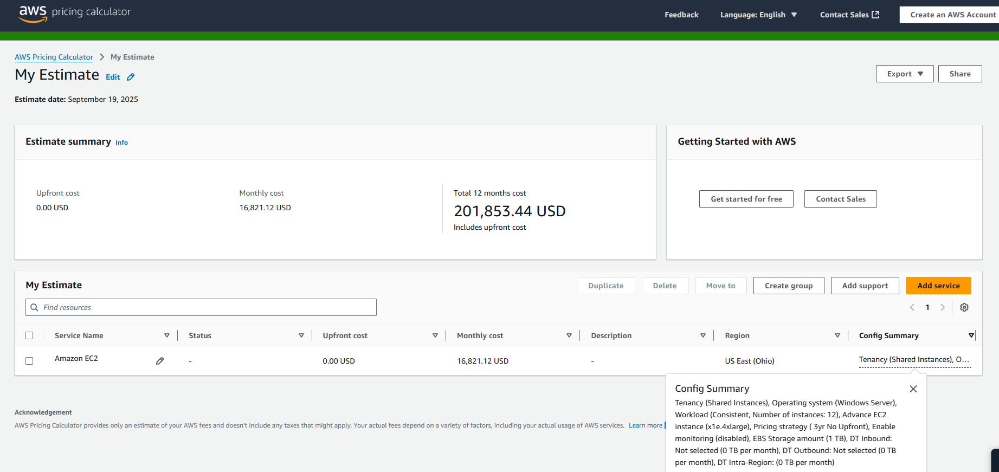 aws pricing calculator
Feedback
Language: English
Contact Sales
Create an AWS Account
AWS Pricing Calculator
My Estimate
My Estimate
Edit
Export
Share
Estimate date: September 19, 2025
Estimate summary
Info
Upfront cost
0.00 USD
Monthly cost
16,821.12 USD
Total 12 months cost
201,853.44 USD
Includes upfront cost
Getting Started with AWS
Get started for free
Contact Sales
My Estimate
Duplicate
Delete
Move to
Create group
Add support
Add service
Find resources
1
Service Name
Status
Upfront cost
Monthly cost
Description
Region
Config Summary
Amazon EC2
-
0.00 USD
16,821.12 USD
-
US East (Ohio)
Tenancy (Shared Instances), O...
Config Summary
Tenancy (Shared Instances), Operating system (Windows Server),
Workload (Consistent, Number of instances: 12), Advance EC2
instance (x1e.4xlarge), Pricing strategy ( 3yr No Upfront), Enable
monitoring (disabled), EBS Storage amount (1 TB), DT Inbound:
Not selected (0 TB per month), DT Outbound: Not selected (0 TB
per month), DT Intra-Region: (0 TB per month)
Acknowledgement
AWS Pricing Calculator provides only an estimate of your AWS fees and doesn't include any taxes that might apply. Your actual fees depend on a variety of factors, including your actual usage of AWS services. Learn more